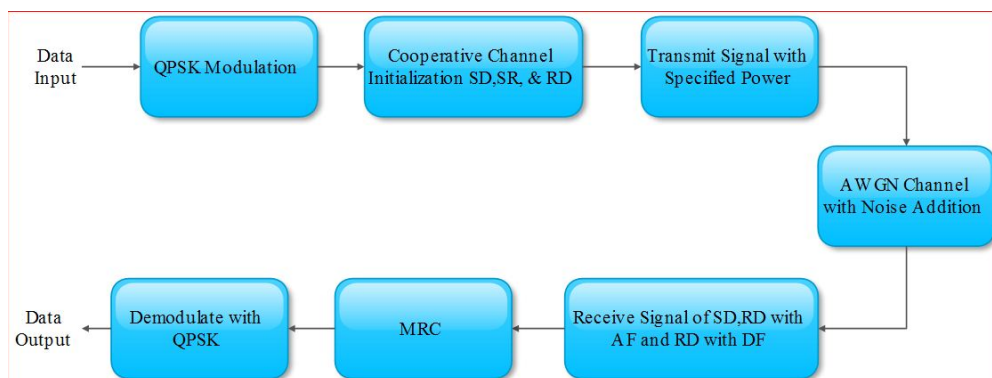 Data
Input
QPSK Modulation
Cooperative Channel
Initialization SD,SR, & RD
Transmit Signal with
Specified Power
AWGN Channel
with Noise Addition
Receive Signal of SD,RD with
AF and RD with DF
MRC
Demodulate with
QPSK
Data
Output